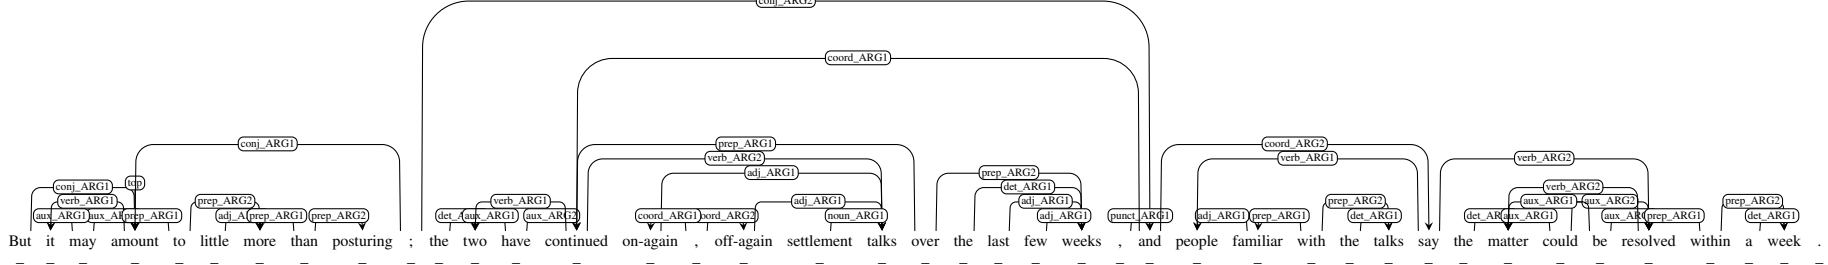 conj_ARG2
coord_ARG1
conj_ARG1 prep_ARG1 coord_ARG2
verb_ARG2 verb_ARG1 verb_ARG2
adj_ARG1 prep_ARG2
conj_ARG1 top det_ARG1 verb_ARG2
verb_ARG1 prep_ARG2 verb_ARG1 adj_ARG1 adj_ARG1 prep_ARG2 aux_ARG1 aux_ARG2 prep_ARG2
aux_ARG1 prep_ARG1 prep_ARG1 prep_ARG2 aux_ARG1 aux_ARG2 coord_ARG1 noun_ARG1 adj_ARG1 punct_ARG1 adj_ARG1 prep_ARG1 det_ARG1 aux_ARG1 prep_ARG1 det_ARG1
But it may amount to little more than posturing ; the two have continued on-again , off-again settlement talks over the last few weeks , and people familiar with the talks say the matter could be resolved within a week .